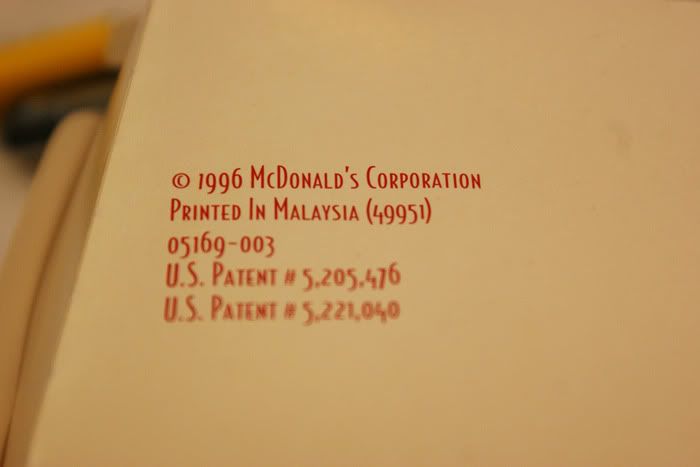 © 1996 McDonald's Corporation
Printed In Malaysia (49951)
05169-003
U.S. Patent # 5,205,476
U.S. Patent # 5,221,040